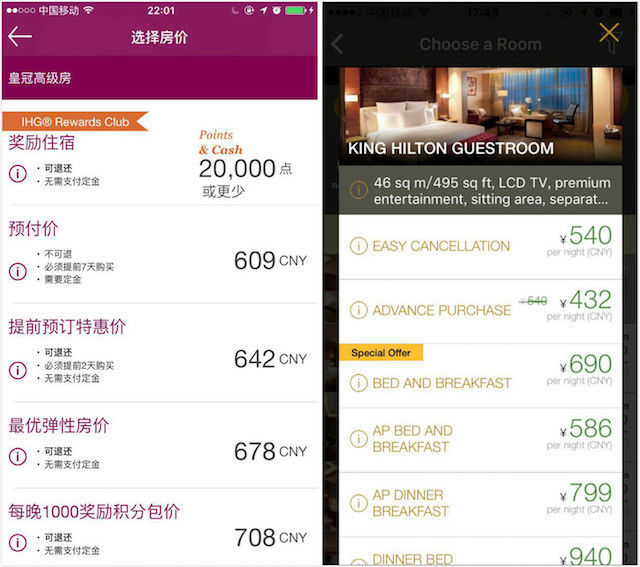 中国移动 22:01
选择房价
皇冠高级房
IHG® Rewards Club
奖励住宿
Points
& Cash
20,000 点
或更少
· 可退还
· 无需支付定金
预付价
· 不可退
· 必须提前7天购买
· 需要定金
609 CNY
提前预订特惠价
· 可退还
· 必须提前2天购买
· 无需支付定金
642 CNY
最优弹性房价
· 可退还
· 无需支付定金
678 CNY
每晚1000奖励积分包价
· 可退还
· 无需支付定金
708 CNY
中国移动 17:43
Choose a Room
KING HILTON GUESTROOM
46 sq m/495 sq ft, LCD TV, premium
entertainment, sitting area, separat...
EASY CANCELLATION
¥540
per night (CNY)
ADVANCE PURCHASE
¥540 ¥432
per night (CNY)
Special Offer
BED AND BREAKFAST
¥690
per night (CNY)
AP BED AND
BREAKFAST
¥586
per night (CNY)
AP DINNER
BREAKFAST
¥799
per night (CNY)
DINNER BED
¥940